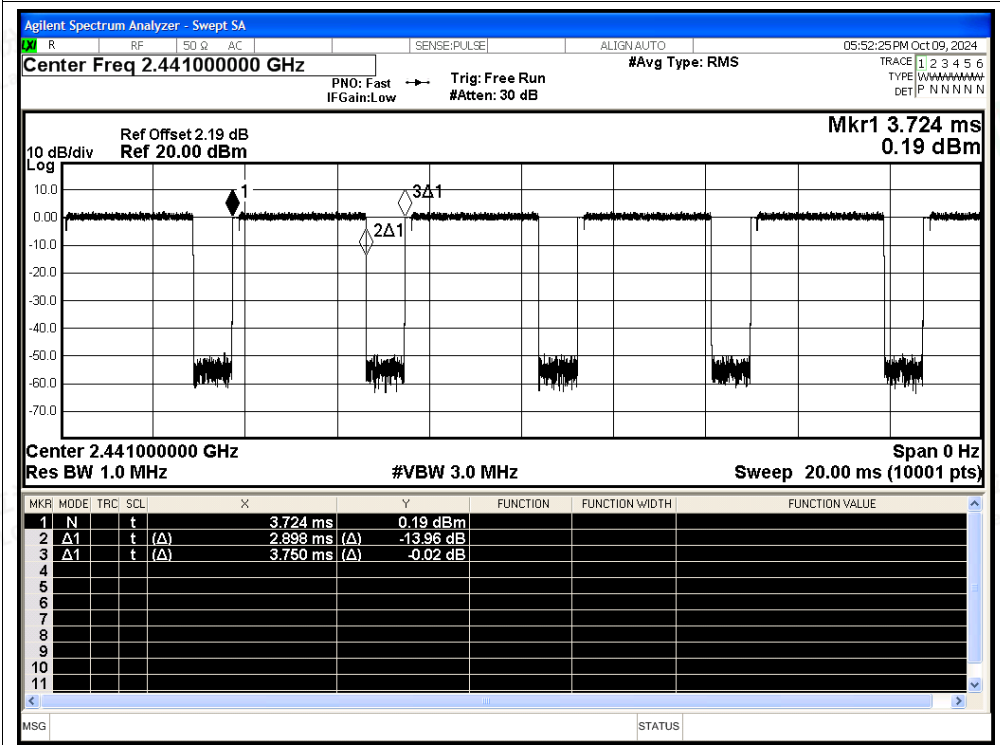 Agilent Spectrum Analyzer - Swept SA
LXI R RF 50 Ω AC SENSE:PULSE ALIGN AUTO 05:52:25 PM Oct 09, 2024
Center Freq 2.441000000 GHz #Avg Type: RMS TRACE 1 2 3 4 5 6
PNO: Fast Trig: Free Run TYPE
IFGain:Low #Atten: 30 dB DET P N N N N N
Mkr1 3.724 ms
Ref Offset 2.19 dB
10 dB/div Ref 20.00 dBm 0.19 dBm
Log
10.0 1 3Δ1
0.00
2Δ1
-10.0
-20.0
-30.0
-40.0
-50.0
-60.0
-70.0
Center 2.441000000 GHz Span 0 Hz
Res BW 1.0 MHz #VBW 3.0 MHz Sweep 20.00 ms (10001 pts)
MKR MODE TRC SCL X Y FUNCTION FUNCTION WIDTH FUNCTION VALUE
1 N t 3.724 ms 0.19 dBm
2 Δ1 t (Δ) 2.898 ms (Δ) -13.96 dB
3 Δ1 t (Δ) 3.750 ms (Δ) -0.02 dB
4
5
6
7
8
9
10
11
MSG STATUS